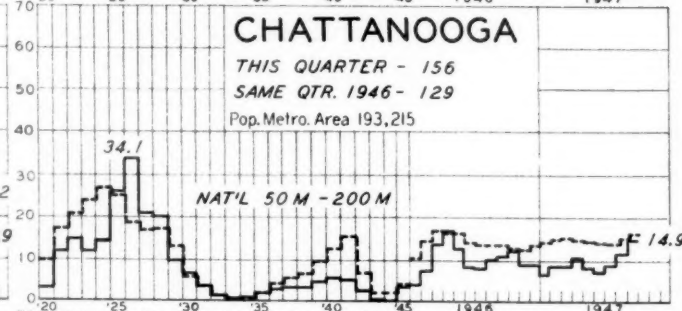 70
CHATTANOOGA
60
THIS QUARTER - 156
50
SAME QTR. 1946 - 129
Pop. Metro. Area 193,215
40
34.1
30
NAT'L 50 M - 200 M
20
14.9
10
0
'20 '25 '30 '35 '40 '45 1946 1947